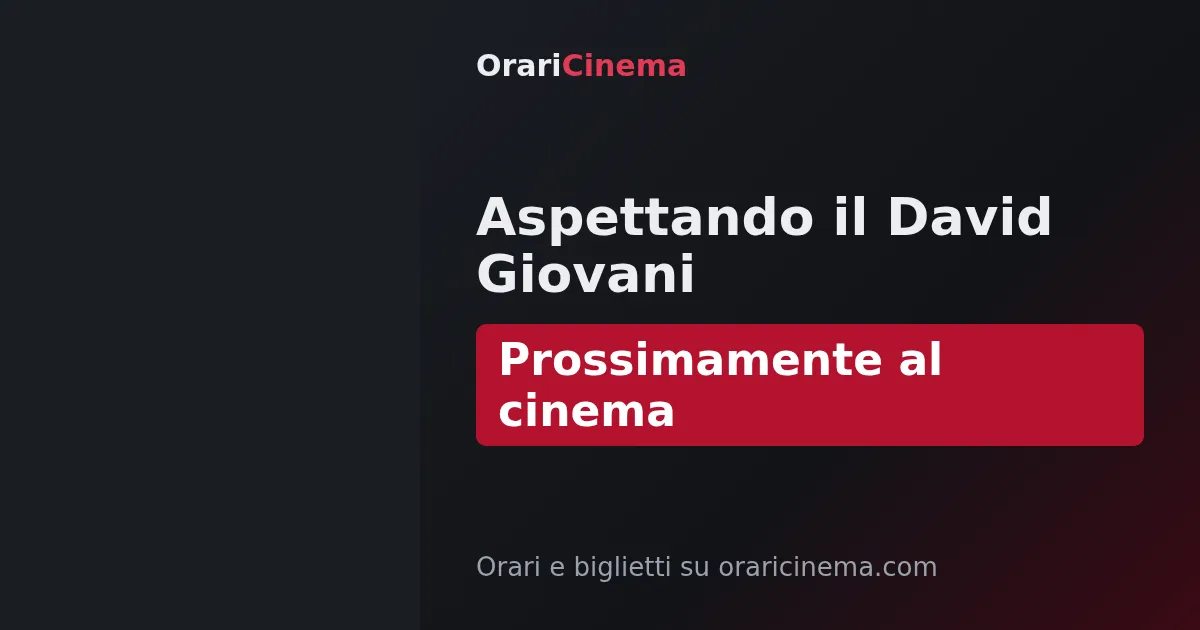 OrariCinema
Aspettando il David
Giovani
Prossimamente al
cinema
Orari e biglietti su oraricinema.com